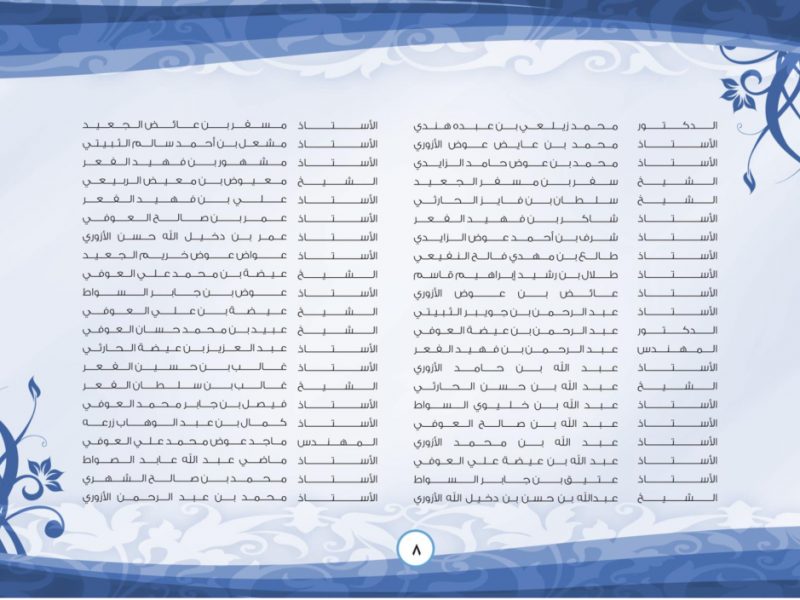 الدكتور محمد زيلعي بن عبده هندي
الأستاذ محمد بن عايض عوض الأزوري
الأستاذ محمد بن عوض حامد الزايدي
الشيخ سفر بن مسفر الجعيد
الشيخ سلطان بن فايز الحارثي
الأستاذ شاكر بن فهيد الفعر
الأستاذ شرف بن أحمد عوض الزايدي
الأستاذ طالع بن مهدي فالح النفيعي
الأستاذ طلال بن رشيد إبراهيم قاسم
الأستاذ عائض بن عوض الأزوري
الأستاذ عبد الرحمن بن جويبر الثبيتي
الدكتور عبد الرحمن بن عيضة العوفي
المهندس عبد الرحمن بن فهيد الفعر
الأستاذ عبد الله بن حامد الأزوري
الشيخ عبد الله بن حسن الحارثي
الأستاذ عبد الله بن خليوي السواط
الأستاذ عبد الله بن صالح العوفي
الأستاذ عبد الله بن محمد الأزوري
الأستاذ عبد الله بن عيضة علي العوفي
الأستاذ عتيق بن جابر السواط
الشيخ عبدالله بن حسن بن دخيل الله الأزوري
الأستاذ مسفر بن عائض الجعيد
الأستاذ مشعل بن أحمد سالم الثبيتي
الأستاذ مشهور بن فهيد الفعر
الشيخ معيوض بن معيض الربيعي
الأستاذ علي بن فهيد الفعر
الأستاذ عمر بن صالح العوفي
الأستاذ عمر بن دخيل الله حسن الأزوري
الأستاذ عواض عوض خريم الجعيد
الشيخ عيضة بن محمد علي العوفي
الأستاذ عوض بن جابر السواط
الشيخ عيضة بن علي العوفي
الشيخ عبيد بن محمد حسان العوفي
الأستاذ عبد العزيز بن عيضة الحارثي
الأستاذ غالب بن حسين الفعر
الشيخ غالب بن سلطان الفعر
الأستاذ فيصل بن جابر محمد العوفي
الأستاذ كمال بن عبد الوهاب زرعه
المهندس ماجد عوض محمد علي العوفي
الأستاذ ماضي عبد الله عابد الصواط
الأستاذ محمد بن صالح الشهري
الأستاذ محمد بن عبد الرحمن الأزوري
٨